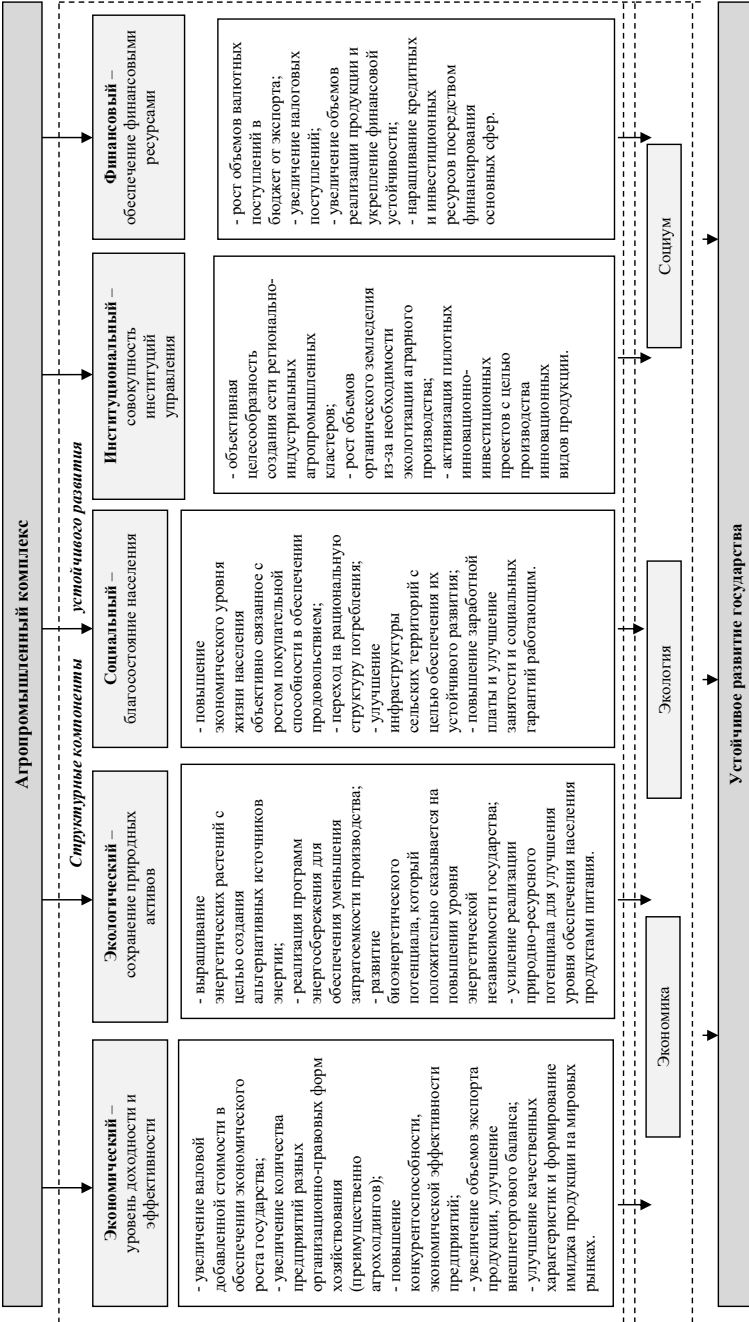 Агропромышленный комплекс
Структурные компоненты устойчивого развития
Экономический –
уровень доходности и
эффективности
Экологический –
сохранение природных
активов
Социальный –
благосостояние населения
Институциональный –
совокупность
институций
управления
Финансовый –
обеспечение финансовыми
ресурсами
- увеличение валовой
добавленной стоимости в
обеспечении экономического
роста государства;
- увеличение количества
предприятий разных
организационно-правовых форм
хозяйствования
(преимущественно
агрохолдингов);
- повышение
конкурентоспособности,
экономической эффективности
предприятий;
- увеличение объемов экспорта
продукции, улучшение
внешнеторгового баланса;
- улучшение качественных
характеристик и формирование
имиджа продукции на мировых
рынках.
- выращивание
энергетических растений с
целью создания
альтернативных источников
энергии;
- реализация программ
энергосбережения для
обеспечения уменьшения
затратоемкости производства;
- развитие
биоэнергетического
потенциала, который
положительно сказывается на
повышении уровня
энергетической
независимости государства;
- усиление реализации
природно-ресурсного
потенциала для улучшения
уровня обеспечения населения
продуктами питания.
- повышение
экономического уровня
жизни населения
объективно связанное с
ростом покупательной
способности в обеспечении
продовольствием;
- переход на рациональную
структуру потребления;
- улучшение
инфраструктуры
сельских территорий с
целью обеспечения их
устойчивого развития;
- повышение заработной
платы и улучшение
занятости и социальных
гарантий работающим.
- объективная
целесообразность
создания сети регионально-
индустриальных
агропромышленных
кластеров;
- рост объемов
органического земледелия
из-за необходимости
экологизации аграрного
производства;
- активизация пилотных
инновационно-
инвестиционных
проектов с целью
производства
инновационных
видов продукции.
- рост объемов валютных
поступлений в
бюджет от экспорта;
- увеличение налоговых
поступлений;
- увеличение объемов
реализации продукции и
укрепление финансовой
устойчивости;
- наращивание кредитных
и инвестиционных
ресурсов посредством
финансирования
основных сфер.
Экономика
Экология
Социум
Устойчивое развитие государства